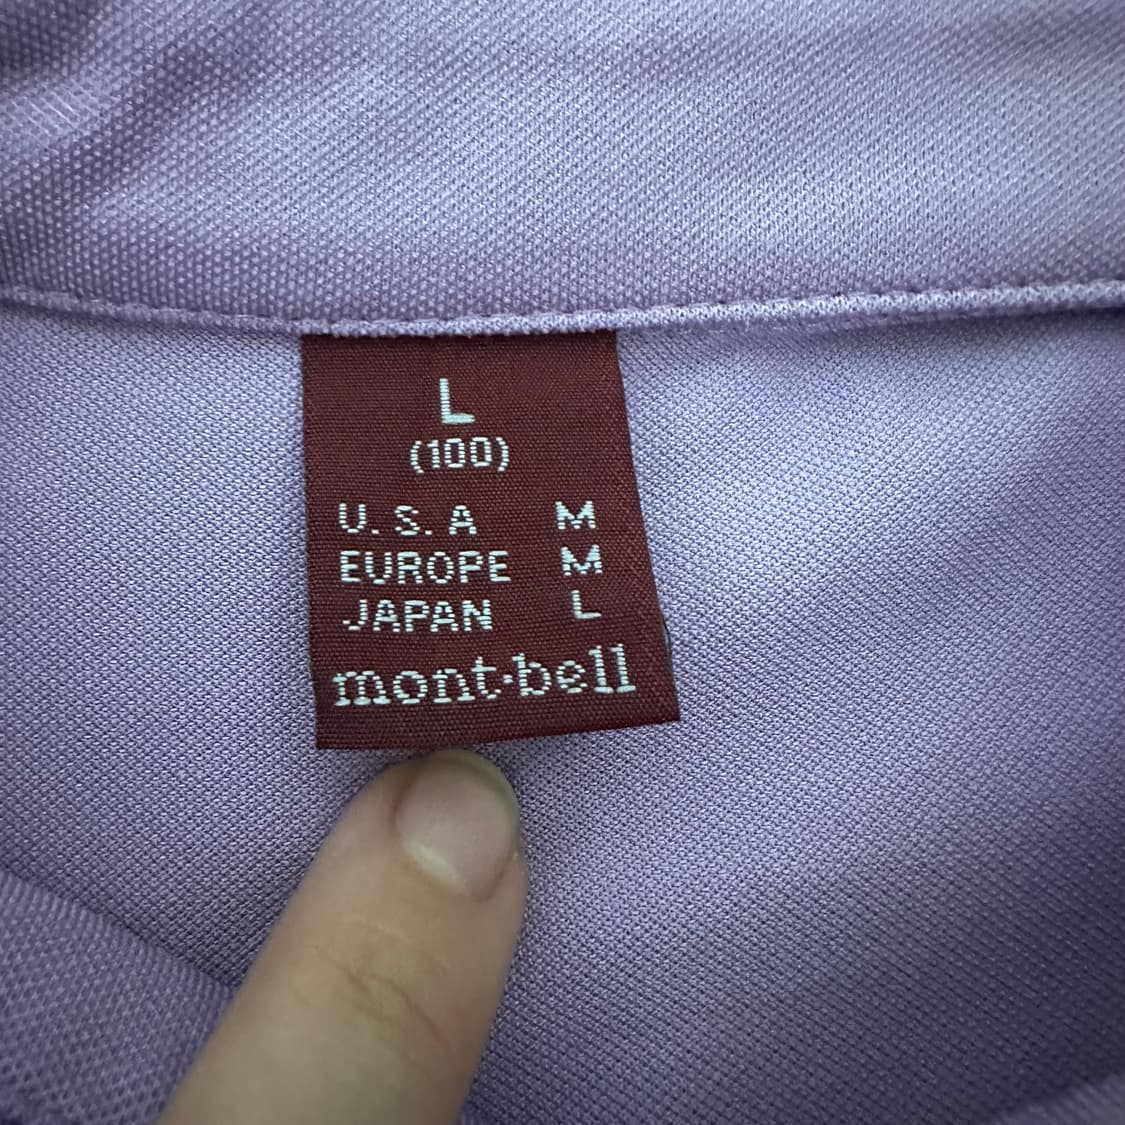 L
(100)
U.S.A M
EUROPE M
JAPAN L
mont·bell